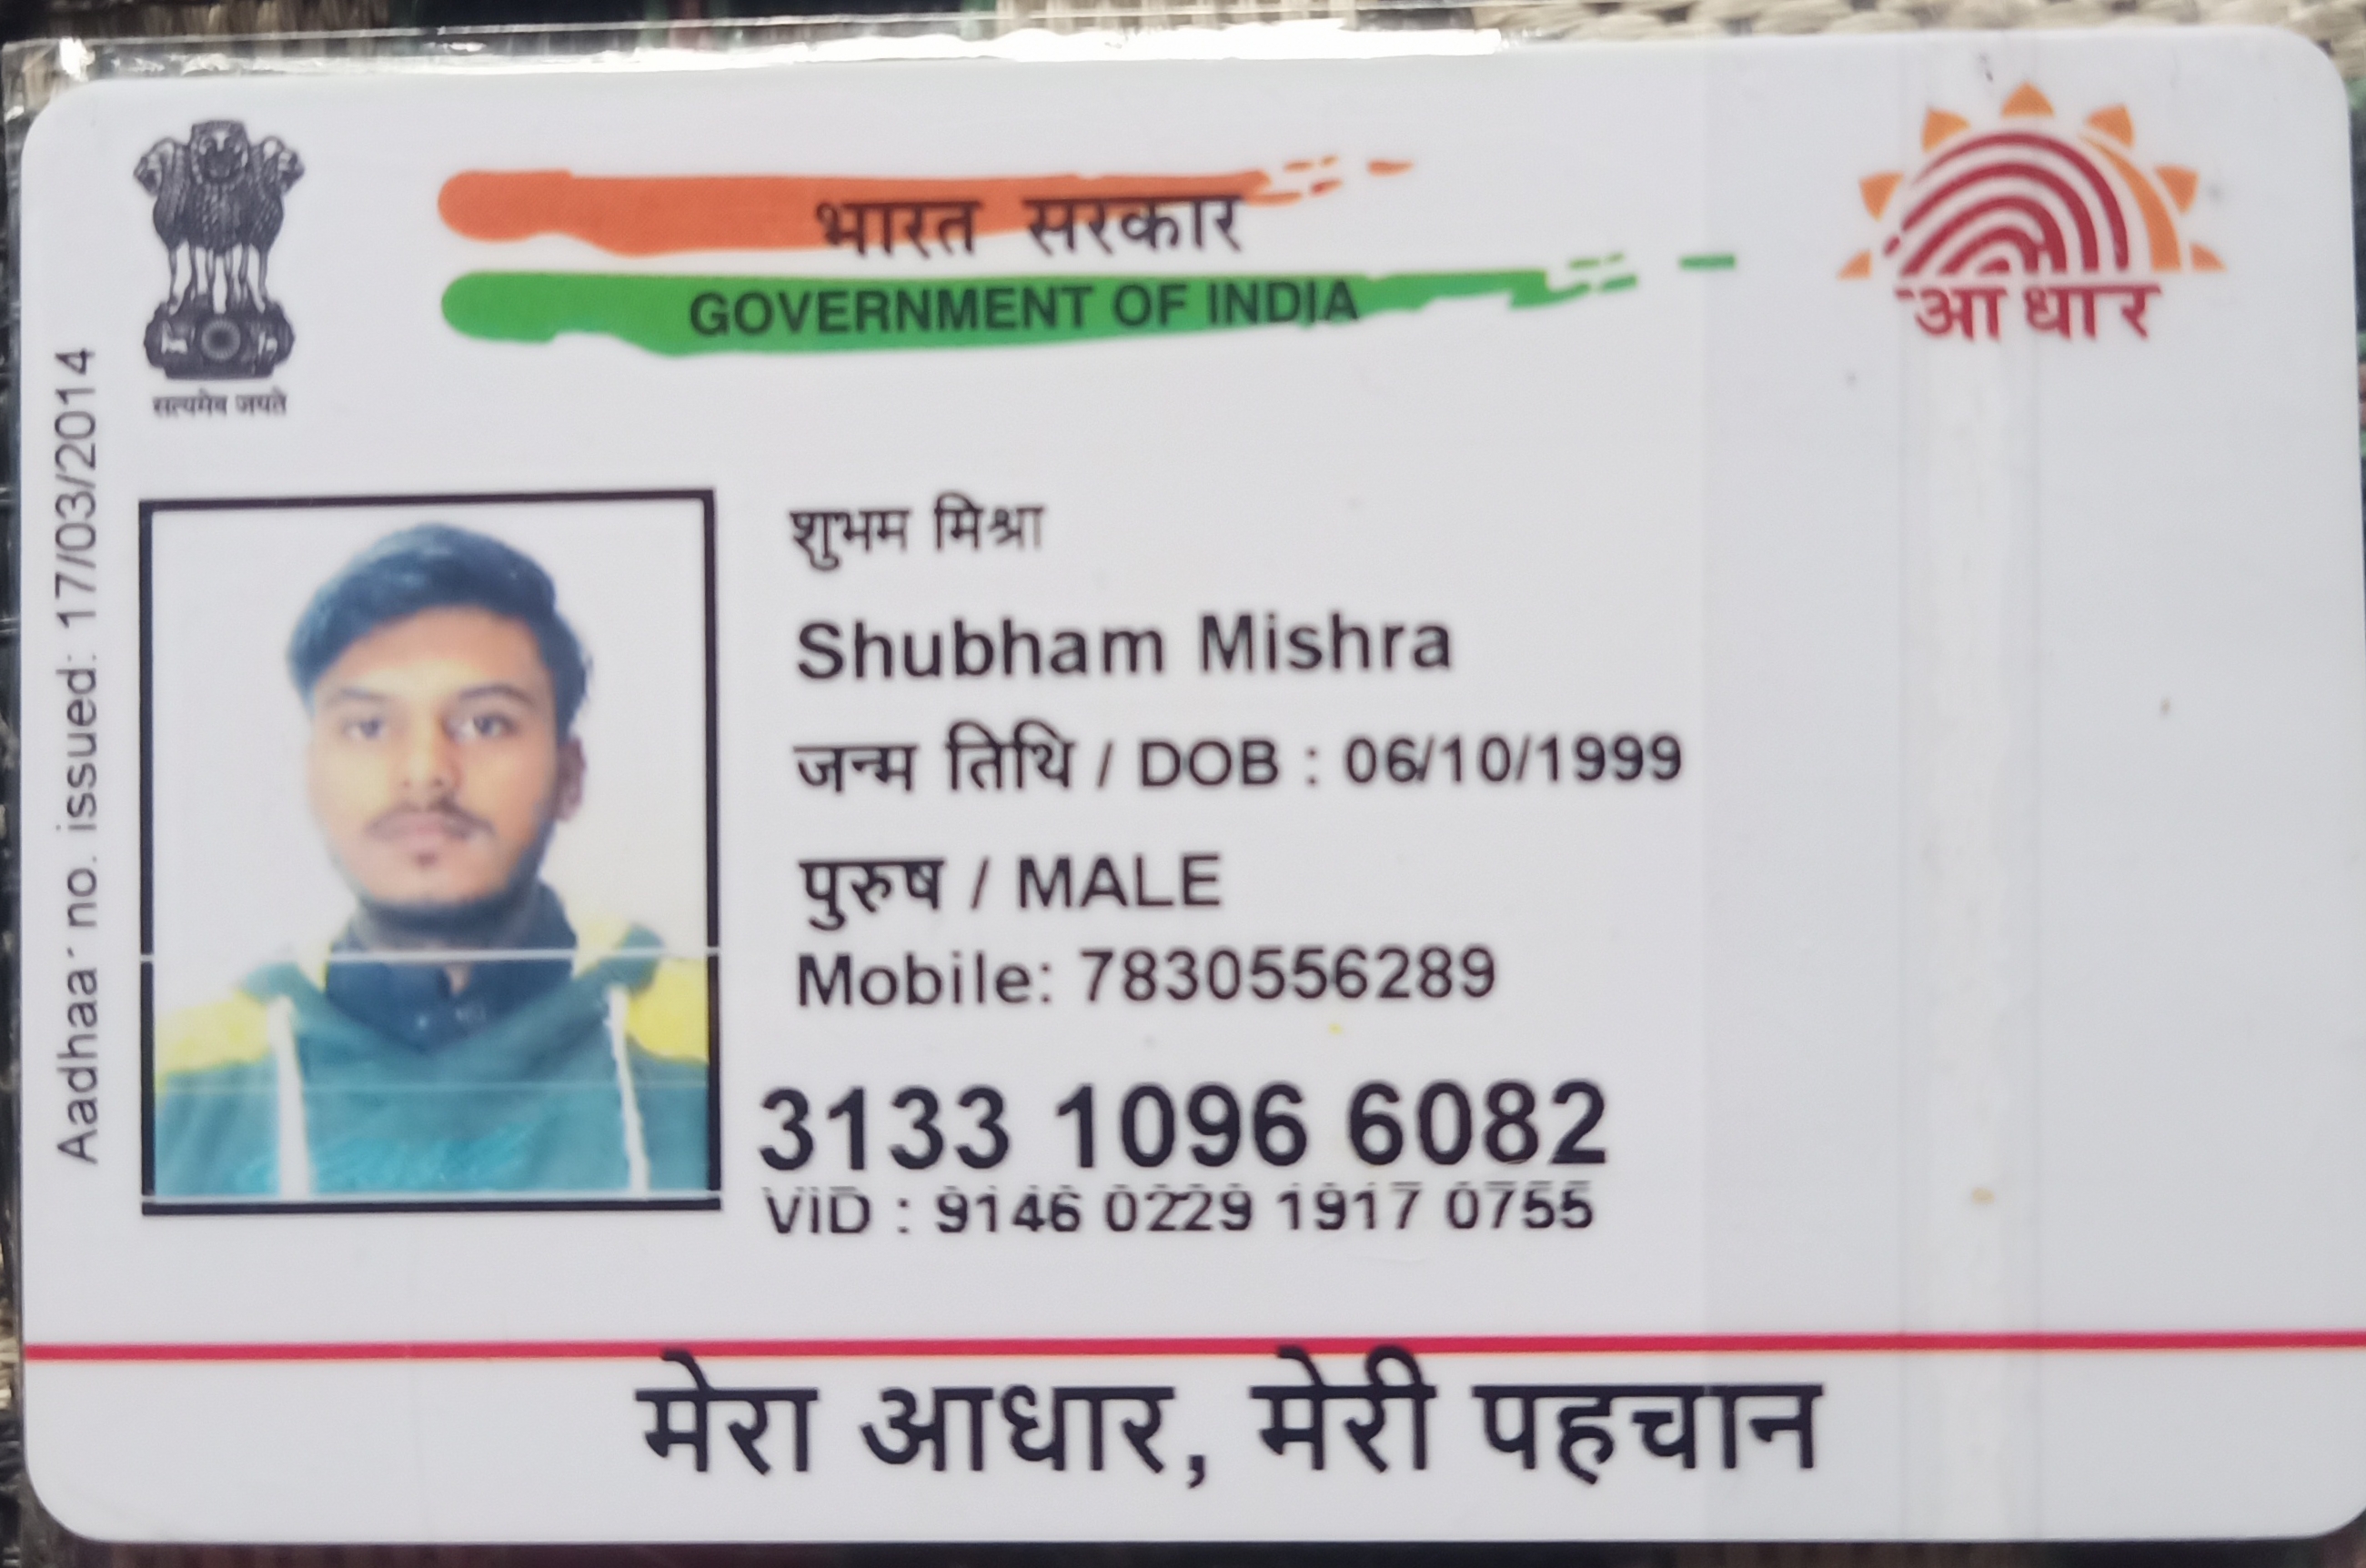 भारत सरकार
GOVERNMENT OF INDIA
आधार
सत्यमेव जयते
Aadhaar no. issued: 17/03/2014
शुभम मिश्रा
Shubham Mishra
जन्म तिथि / DOB : 06/10/1999
पुरुष / MALE
Mobile: 7830556289
3133 1096 6082
VID : 9146 0229 1917 0755
मेरा आधार, मेरी पहचान